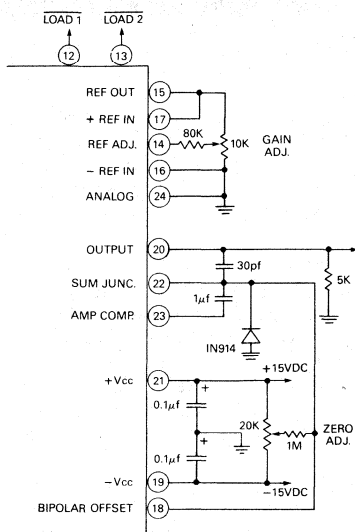 LOAD 1 LOAD 2
12 13
REF OUT 15
+ REF IN 17
REF ADJ. 14 80K 10K GAIN ADJ.
− REF IN 16
ANALOG 24
OUTPUT 20
30pf
SUM JUNC. 22
1μf 5K
AMP COMP. 23
IN914
+Vcc 21 +15VDC
+
0.1μf
20K ZERO ADJ.
+ 1M
0.1μf
−Vcc 19 −15VDC
BIPOLAR OFFSET 18